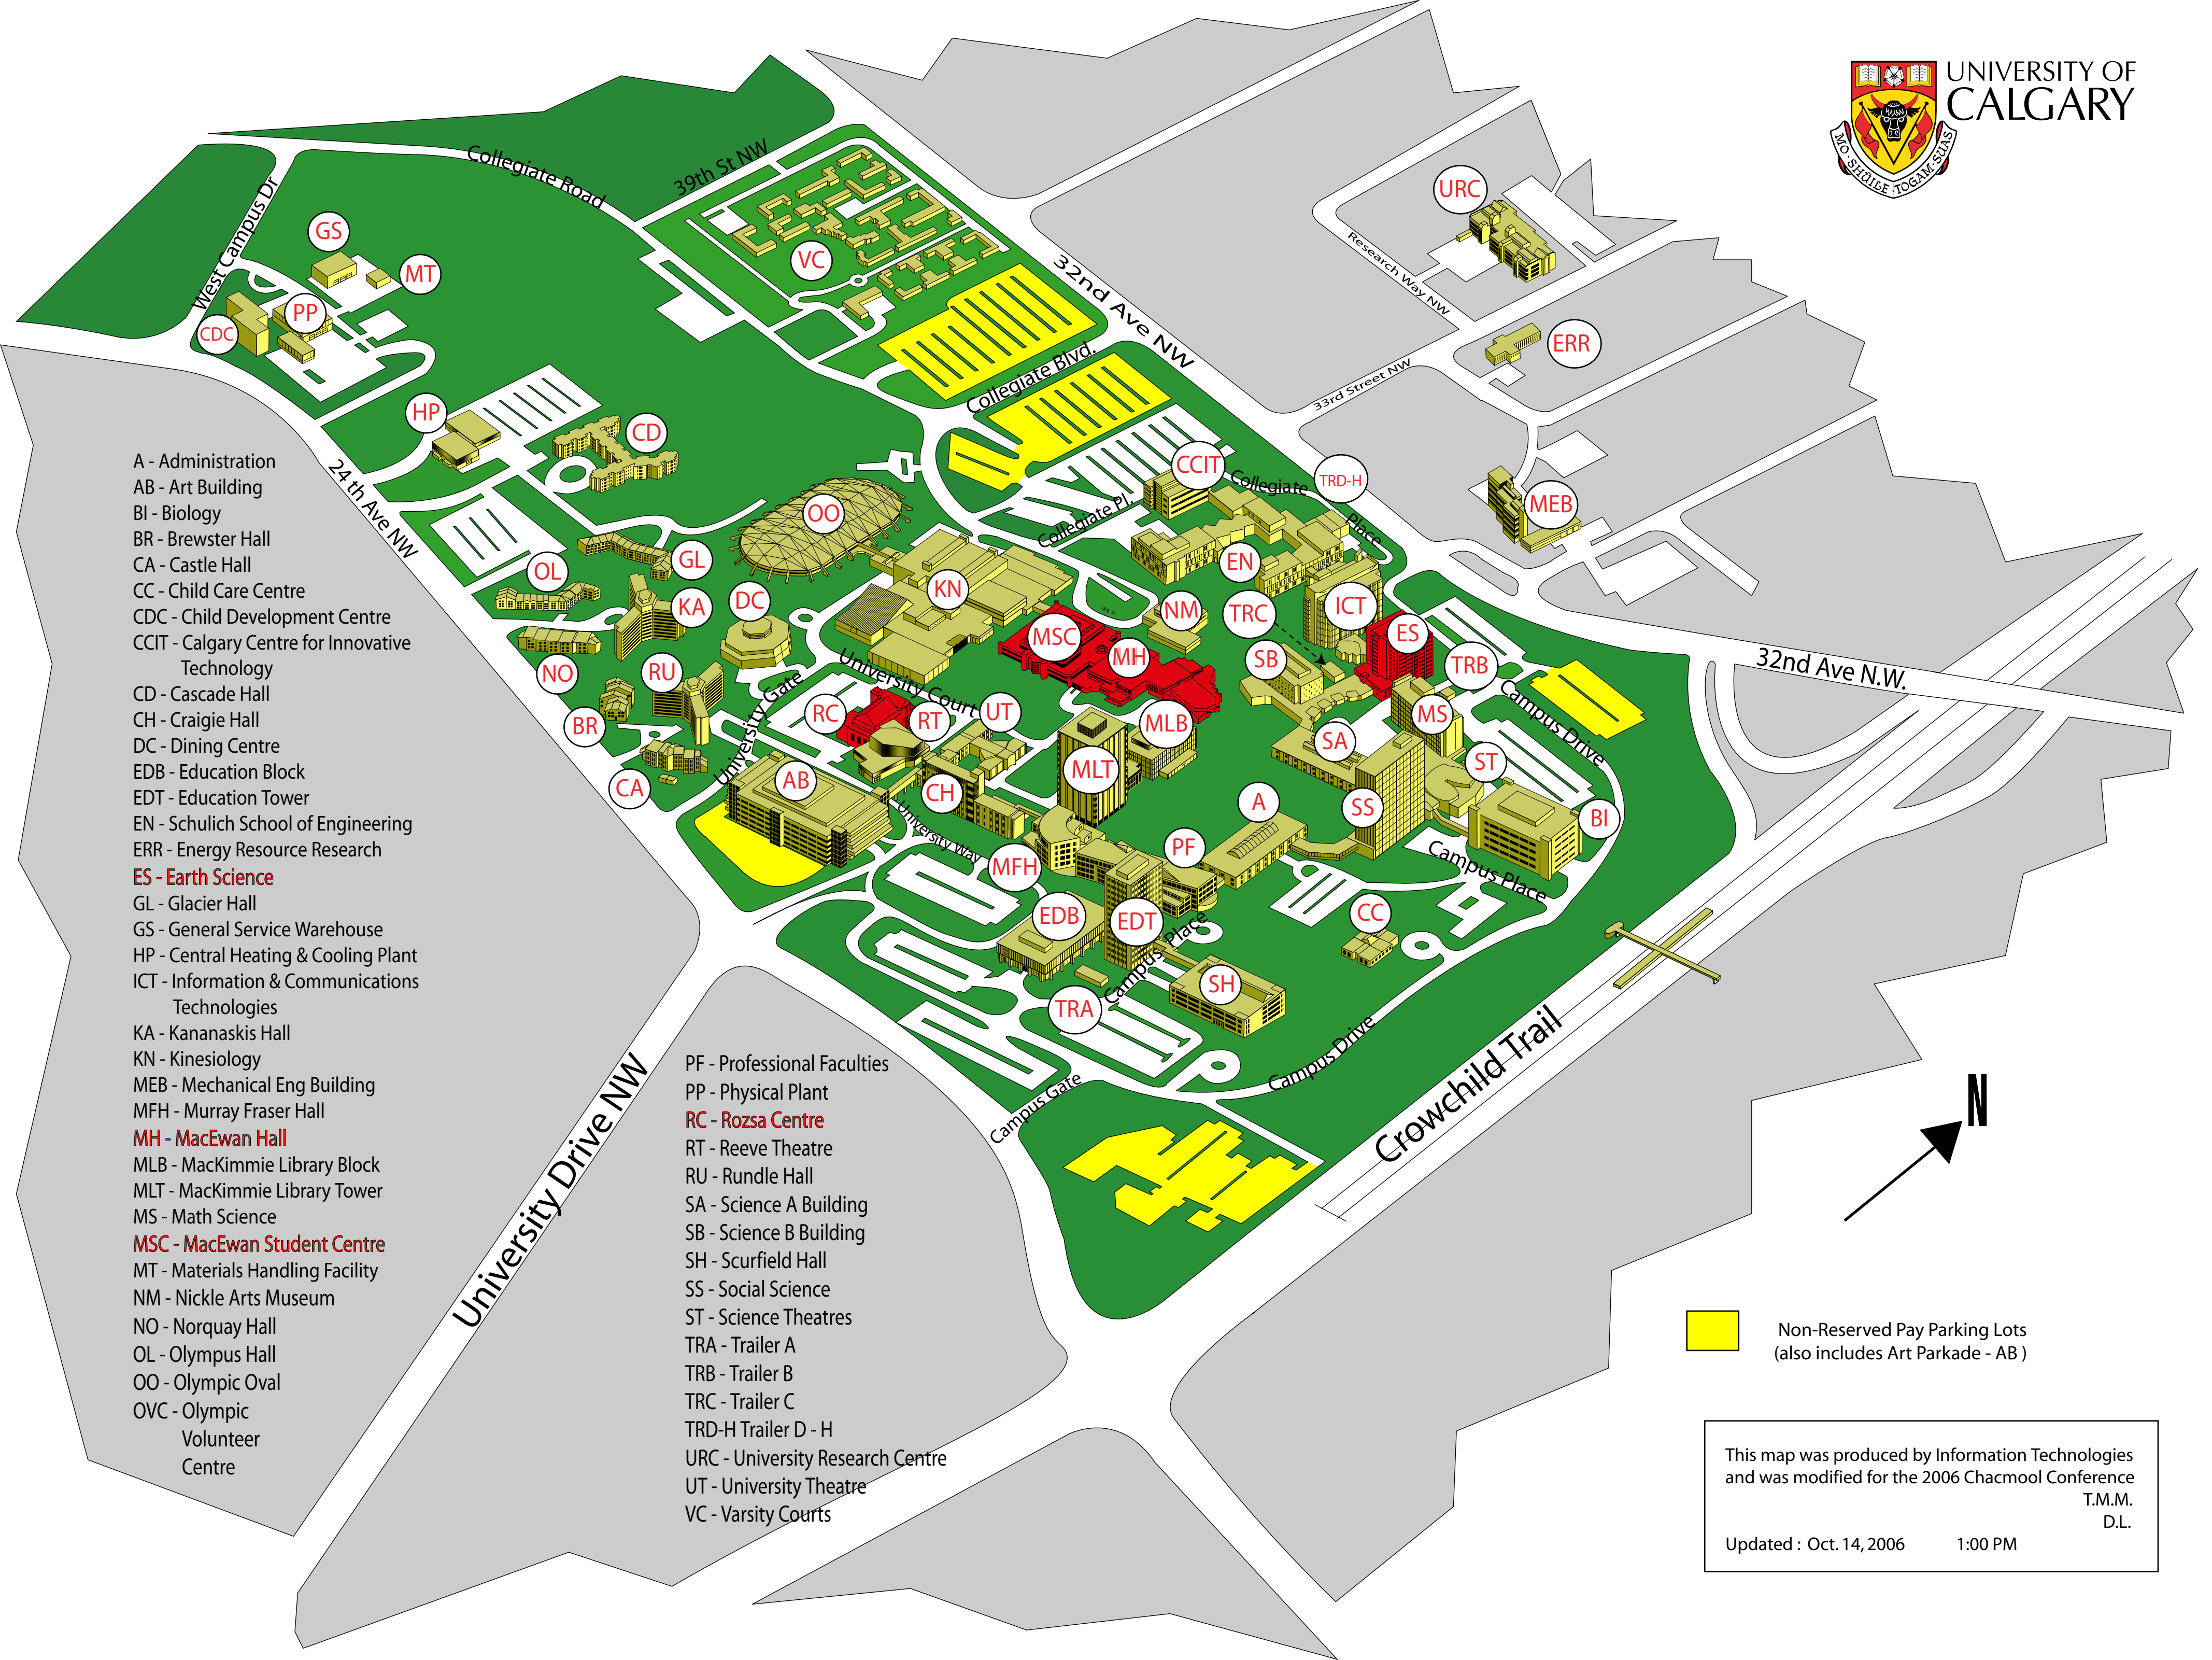 UNIVERSITY OF
CALGARY
MO·SHÙILE·TOGAM·SUAS
Collegiate Road
39th St NW
West Campus Dr
32nd Ave NW
Research Way NW
33rd Street NW
Collegiate Blvd.
24 th Ave NW
Collegiate Pl.
Collegiate
Place
University Court
University Gate
University Way
32nd Ave N.W.
Campus Drive
Campus Place
Campus Place
Campus Drive
Campus Gate
Crowchild Trail
University Drive NW
URC
GS
MT
VC
PP
CDC
ERR
HP
CD
CCIT
TRD-H
MEB
OO
GL
OL
EN
KN
KA
DC
NM
TRC
ICT
ES
MSC
MH
SB
TRB
NO
RU
RC
RT
UT
MLB
MS
BR
SA
ST
AB
CA
MLT
CH
A
SS
BI
PF
MFH
EDB
EDT
CC
SH
TRA
N
A - Administration
AB - Art Building
BI - Biology
BR - Brewster Hall
CA - Castle Hall
CC - Child Care Centre
CDC - Child Development Centre
CCIT - Calgary Centre for Innovative
Technology
CD - Cascade Hall
CH - Craigie Hall
DC - Dining Centre
EDB - Education Block
EDT - Education Tower
EN - Schulich School of Engineering
ERR - Energy Resource Research
ES - Earth Science
GL - Glacier Hall
GS - General Service Warehouse
HP - Central Heating & Cooling Plant
ICT - Information & Communications
Technologies
KA - Kananaskis Hall
KN - Kinesiology
MEB - Mechanical Eng Building
MFH - Murray Fraser Hall
MH - MacEwan Hall
MLB - MacKimmie Library Block
MLT - MacKimmie Library Tower
MS - Math Science
MSC - MacEwan Student Centre
MT - Materials Handling Facility
NM - Nickle Arts Museum
NO - Norquay Hall
OL - Olympus Hall
OO - Olympic Oval
OVC - Olympic
Volunteer
Centre
PF - Professional Faculties
PP - Physical Plant
RC - Rozsa Centre
RT - Reeve Theatre
RU - Rundle Hall
SA - Science A Building
SB - Science B Building
SH - Scurfield Hall
SS - Social Science
ST - Science Theatres
TRA - Trailer A
TRB - Trailer B
TRC - Trailer C
TRD-H Trailer D - H
URC - University Research Centre
UT - University Theatre
VC - Varsity Courts
Non-Reserved Pay Parking Lots
(also includes Art Parkade - AB )
This map was produced by Information Technologies
and was modified for the 2006 Chacmool Conference
T.M.M.
D.L.
Updated : Oct. 14, 2006 1:00 PM